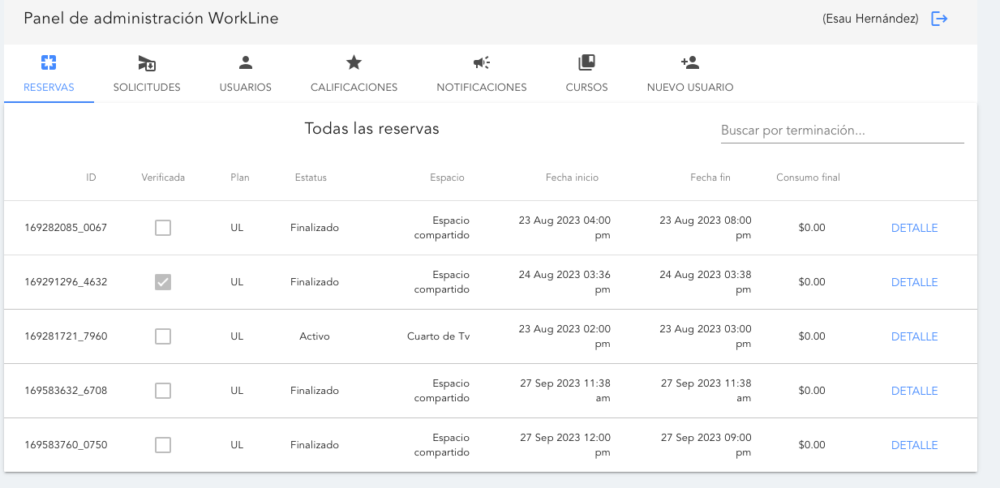 Panel de administración WorkLine
(Esau Hernández)
RESERVAS SOLICITUDES USUARIOS CALIFICACIONES NOTIFICACIONES CURSOS NUEVO USUARIO
Todas las reservas
Buscar por terminación...
ID Verificada Plan Estatus Espacio Fecha inicio Fecha fin Consumo final
169282085_0067 UL Finalizado Espacio compartido 23 Aug 2023 04:00 pm 23 Aug 2023 08:00 pm $0.00 DETALLE
169291296_4632 UL Finalizado Espacio compartido 24 Aug 2023 03:36 pm 24 Aug 2023 03:38 pm $0.00 DETALLE
169281721_7960 UL Activo Cuarto de Tv 23 Aug 2023 02:00 pm 23 Aug 2023 03:00 pm $0.00 DETALLE
169583632_6708 UL Finalizado Espacio compartido 27 Sep 2023 11:38 am 27 Sep 2023 11:38 am $0.00 DETALLE
169583760_0750 UL Finalizado Espacio compartido 27 Sep 2023 12:00 pm 27 Sep 2023 09:00 pm $0.00 DETALLE